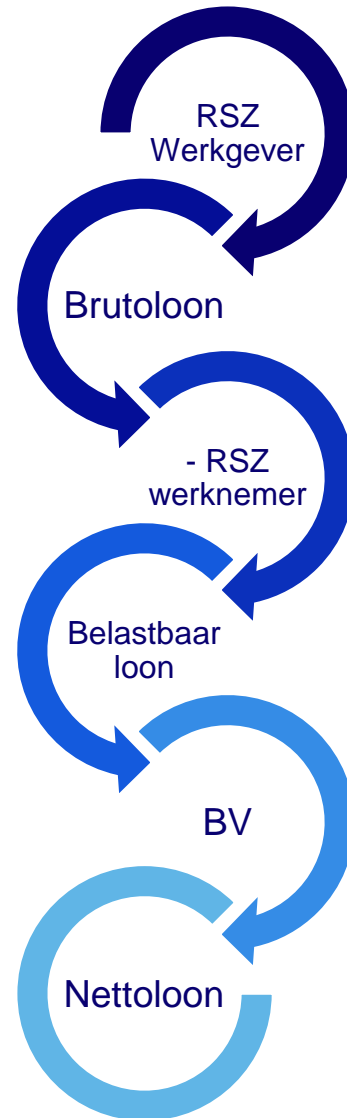 RSZ
Werkgever
Brutoloon
- RSZ
werknemer
Belastbaar
loon
BV
Nettoloon